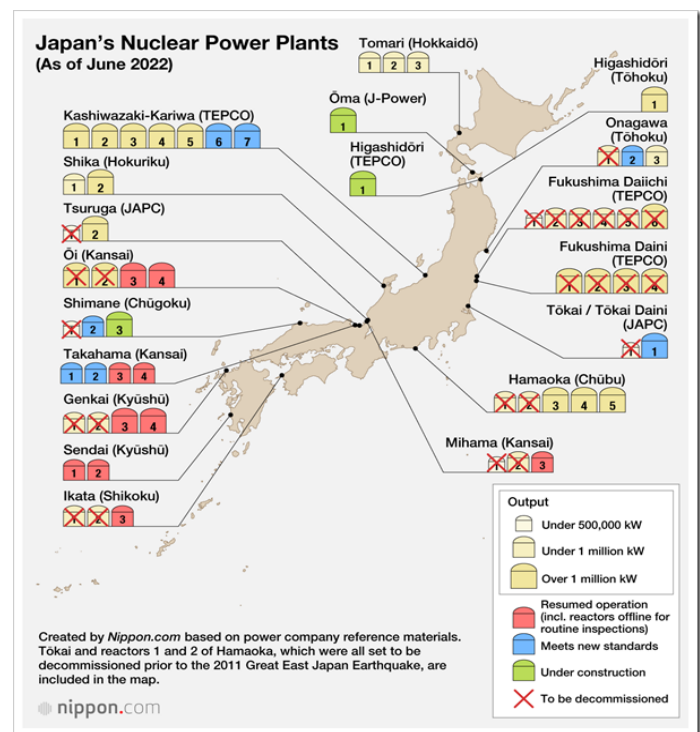 Japan's Nuclear Power Plants
(As of June 2022)
Tomari (Hokkaidō)
1 2 3
Higashidōri
(Tōhoku)
1
Ōma (J-Power)
1
Onagawa
(Tōhoku)
1 2 3
Kashiwazaki-Kariwa (TEPCO)
1 2 3 4 5 6 7
Higashidōri
(TEPCO)
1
Shika (Hokuriku)
1 2
Fukushima Daiichi
(TEPCO)
1 2 3 4 5 6
Tsuruga (JAPC)
1 2
Fukushima Daini
(TEPCO)
1 2 3 4
Ōi (Kansai)
1 2 3 4
Shimane (Chūgoku)
1 2 3
Tōkai / Tōkai Daini
(JAPC)
1 1
Takahama (Kansai)
1 2 3 4
Hamaoka (Chūbu)
1 2 3 4 5
Genkai (Kyūshū)
1 2 3 4
Mihama (Kansai)
1 2 3
Sendai (Kyūshū)
1 2
Ikata (Shikoku)
1 2 3
Output
Under 500,000 kW
Under 1 million kW
Over 1 million kW
Resumed operation
(incl. reactors offline for
routine inspections)
Meets new standards
Under construction
To be decommissioned
Created by Nippon.com based on power company reference materials.
Tōkai and reactors 1 and 2 of Hamaoka, which were all set to be
decommissioned prior to the 2011 Great East Japan Earthquake, are
included in the map.
nippon.com